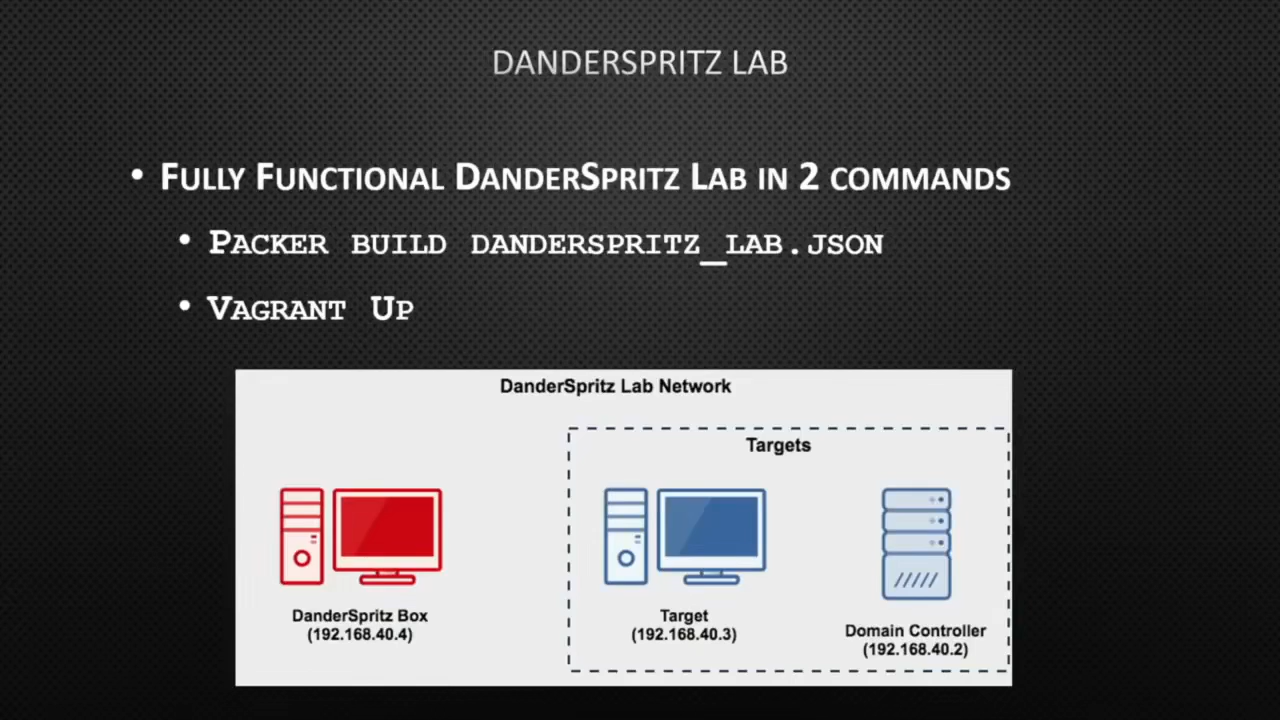 DANDERSPRITZ LAB
• FULLY FUNCTIONAL DANDERSPRITZ LAB IN 2 COMMANDS
• PACKER BUILD DANDERSPRITZ_LAB.JSON
• VAGRANT UP
DanderSpritz Lab Network
Targets
DanderSpritz Box
(192.168.40.4)
Target
(192.168.40.3)
Domain Controller
(192.168.40.2)